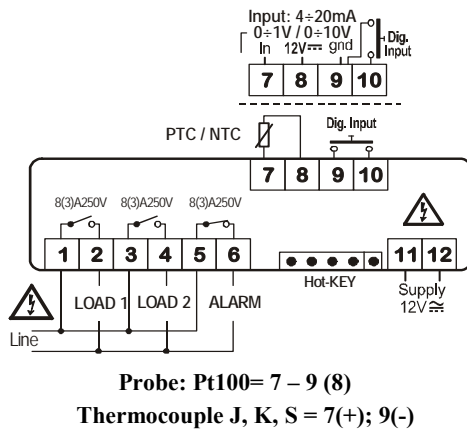 Input: 4÷20mA
0÷1V / 0÷10V
In 12V⎓ gnd
Dig. Input
7 8 9 10
PTC / NTC
Dig. Input
7 8 9 10
8(3)A250V 8(3)A250V 8(3)A250V
1 2 3 4 5 6
11 12
Hot-KEY
LOAD 1 LOAD 2 ALARM
Supply
12V≂
Line
Probe: Pt100= 7 – 9 (8)
Thermocouple J, K, S = 7(+); 9(-)